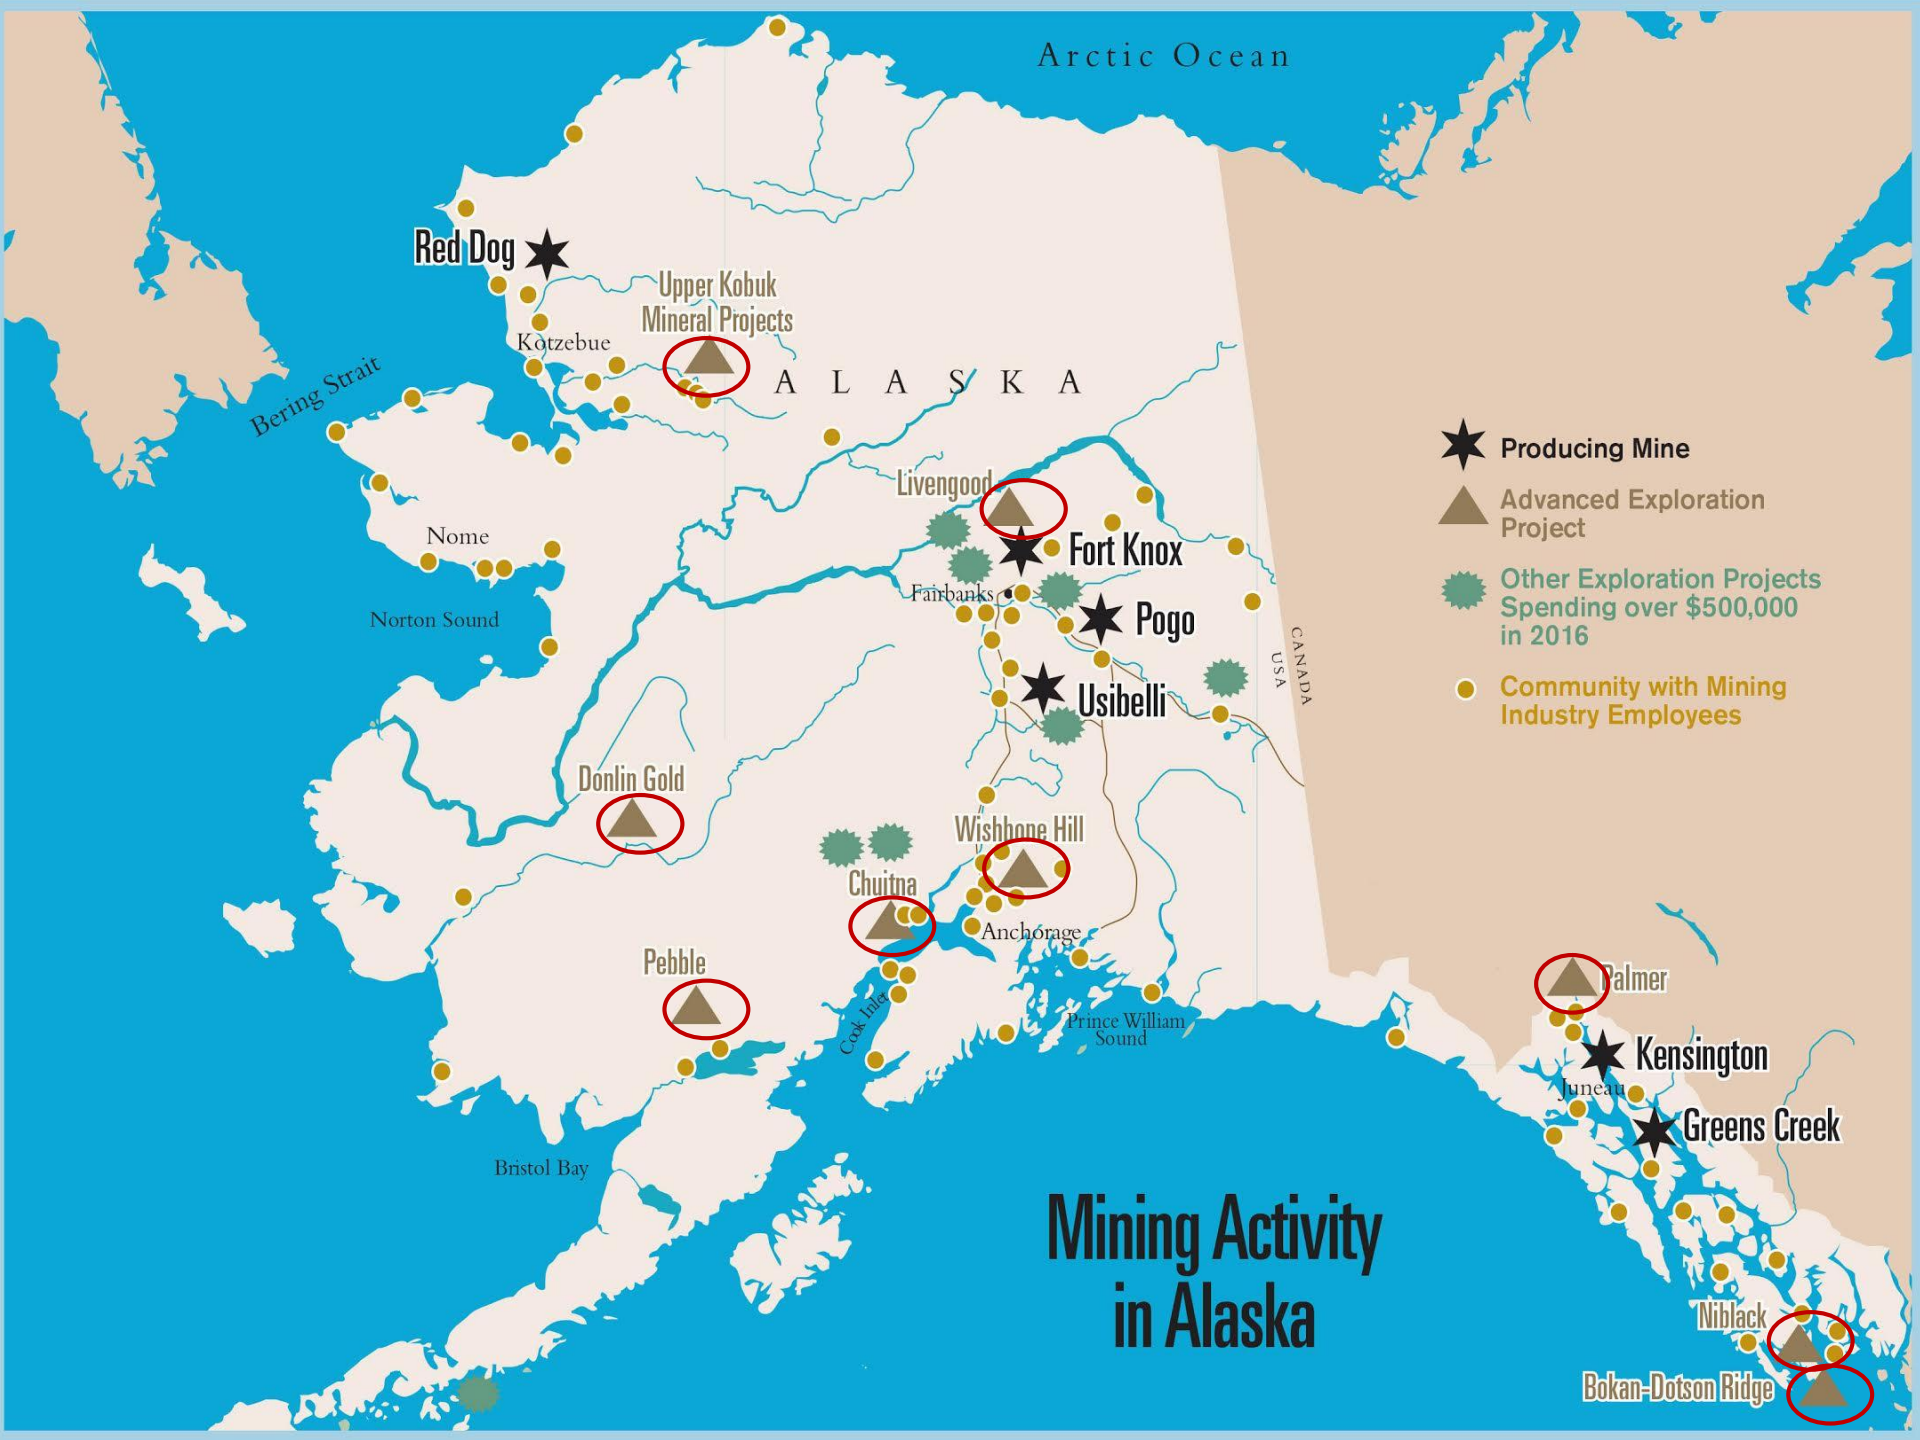 Arctic Ocean
Red Dog
Upper Kobuk
Mineral Projects
Kotzebue
ALASKA
Bering Strait
Livengood
Nome
Fort Knox
Fairbanks
Norton Sound
Pogo
CANADA
USA
Usibelli
Donlin Gold
Wishbone Hill
Chuitna
Anchorage
Pebble
Cook Inlet
Prince William
Sound
Bristol Bay
Producing Mine
Advanced Exploration
Project
Other Exploration Projects
Spending over $500,000
in 2016
Community with Mining
Industry Employees
Palmer
Kensington
Juneau
Greens Creek
Mining Activity
in Alaska
Niblack
Bokan-Dotson Ridge